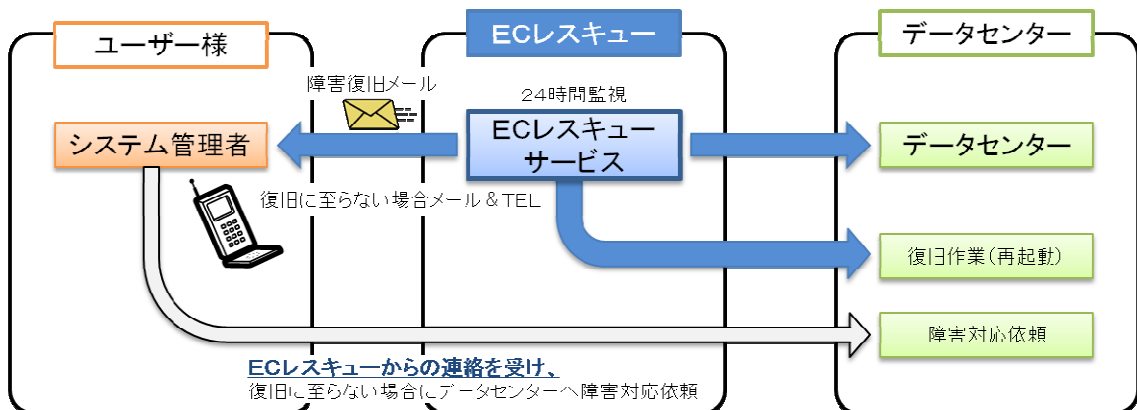 ユーザー様
ECレスキュー
データセンター
障害復旧メール
24時間監視
システム管理者
ECレスキュー
サービス
データセンター
復旧に至らない場合メール&TEL
復旧作業(再起動)
障害対応依頼
ECレスキューからの連絡を受け、
復旧に至らない場合にデータセンターへ障害対応依頼